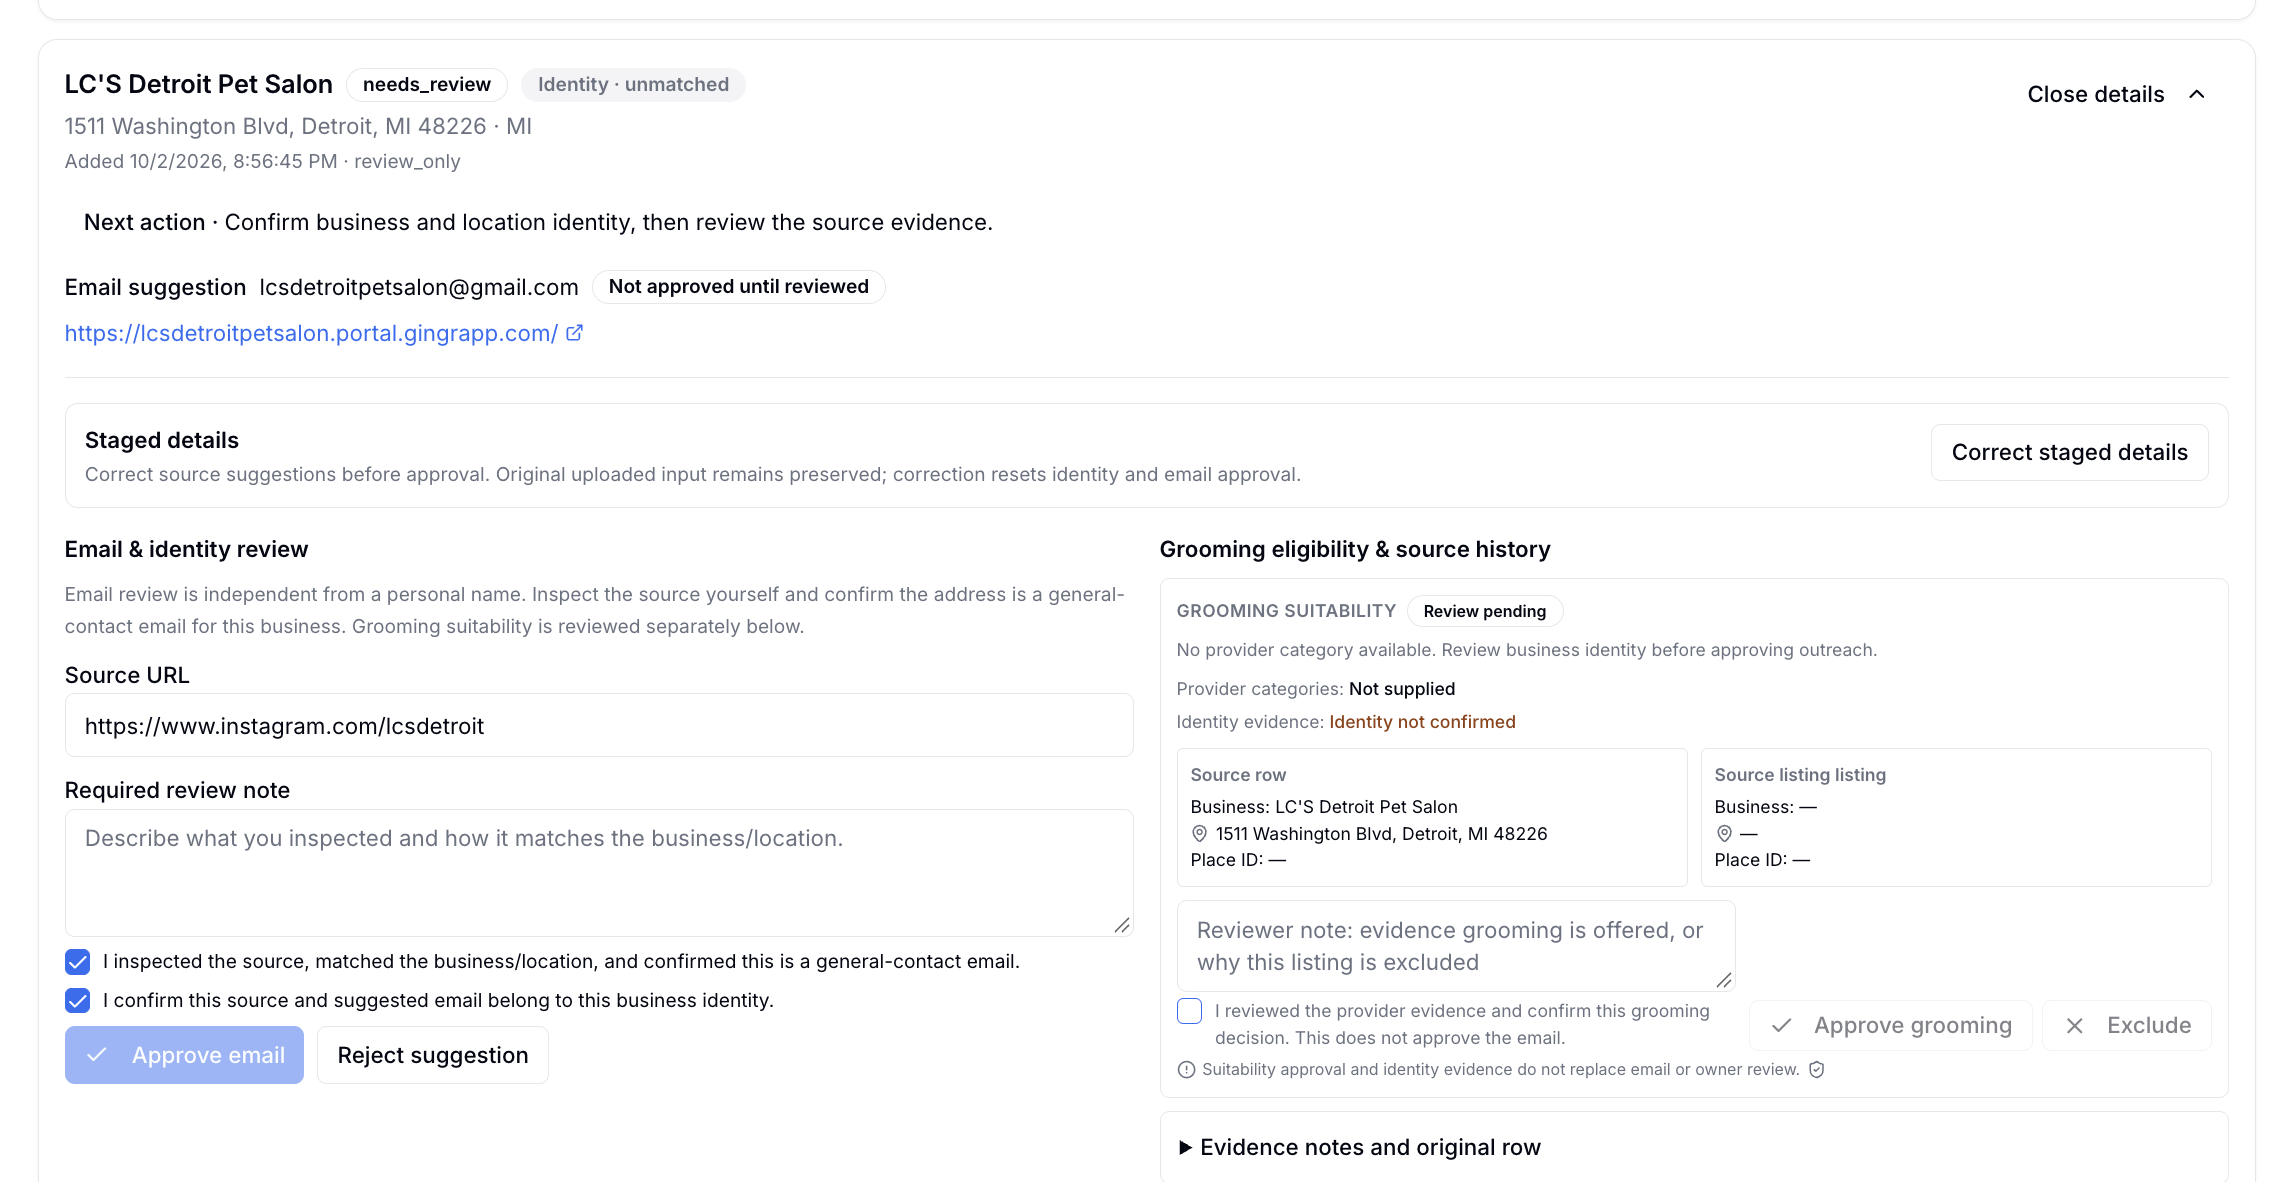 LC'S Detroit Pet Salon needs_review Identity · unmatched
Close details
1511 Washington Blvd, Detroit, MI 48226 · MI
Added 10/2/2026, 8:56:45 PM · review_only
Next action · Confirm business and location identity, then review the source evidence.
Email suggestion lcsdetroitpetsalon@gmail.com Not approved until reviewed
https://lcsdetroitpetsalon.portal.gingrapp.com/
Staged details
Correct source suggestions before approval. Original uploaded input remains preserved; correction resets identity and email approval.
Correct staged details
Email & identity review
Email review is independent from a personal name. Inspect the source yourself and confirm the address is a general-
contact email for this business. Grooming suitability is reviewed separately below.
Source URL
https://www.instagram.com/lcsdetroit
Required review note
Describe what you inspected and how it matches the business/location.
I inspected the source, matched the business/location, and confirmed this is a general-contact email.
I confirm this source and suggested email belong to this business identity.
Approve email
Reject suggestion
Grooming eligibility & source history
GROOMING SUITABILITY Review pending
No provider category available. Review business identity before approving outreach.
Provider categories: Not supplied
Identity evidence: Identity not confirmed
Source row
Business: LC'S Detroit Pet Salon
1511 Washington Blvd, Detroit, MI 48226
Place ID: —
Source listing listing
Business: —
—
Place ID: —
Reviewer note: evidence grooming is offered, or
why this listing is excluded
I reviewed the provider evidence and confirm this grooming
decision. This does not approve the email.
Approve grooming
Exclude
Suitability approval and identity evidence do not replace email or owner review.
Evidence notes and original row